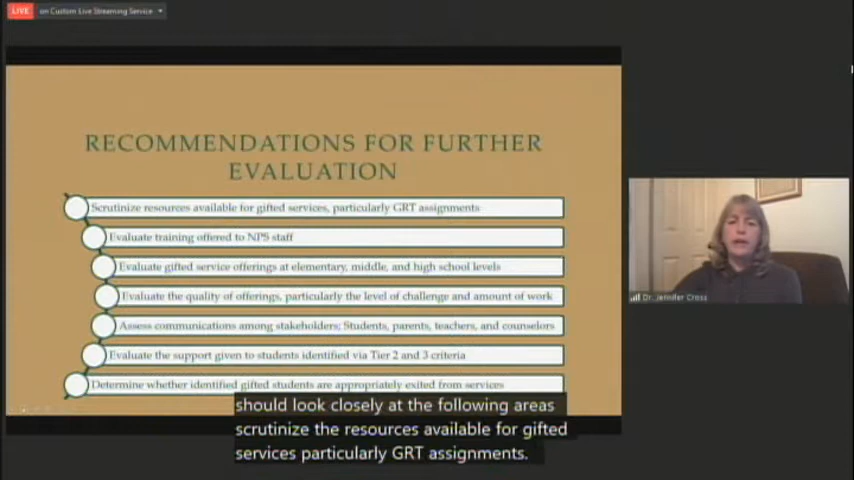 LIVE on Custom Live Streaming Service
RECOMMENDATIONS FOR FURTHER
EVALUATION
Scrutinize resources available for gifted services, particularly GRT assignments
Evaluate training offered to NPS staff
Evaluate gifted service offerings at elementary, middle, and high school levels
Evaluate the quality of offerings, particularly the level of challenge and amount of work
Assess communications among stakeholders; Students, parents, teachers, and counselors
Evaluate the support given to students identified via Tier 2 and 3 criteria
Determine whether identified gifted students are appropriately exited from services
Dr. Jennifer Cross
should look closely at the following areas
scrutinize the resources available for gifted
services particularly GRT assignments.